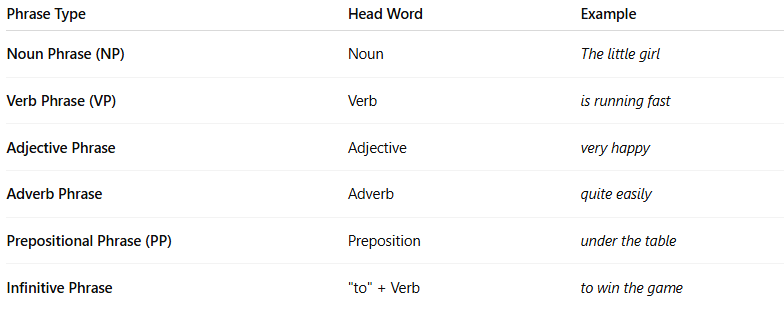 Phrase Type Head Word Example
Noun Phrase (NP) Noun The little girl
Verb Phrase (VP) Verb is running fast
Adjective Phrase Adjective very happy
Adverb Phrase Adverb quite easily
Prepositional Phrase (PP) Preposition under the table
Infinitive Phrase "to" + Verb to win the game